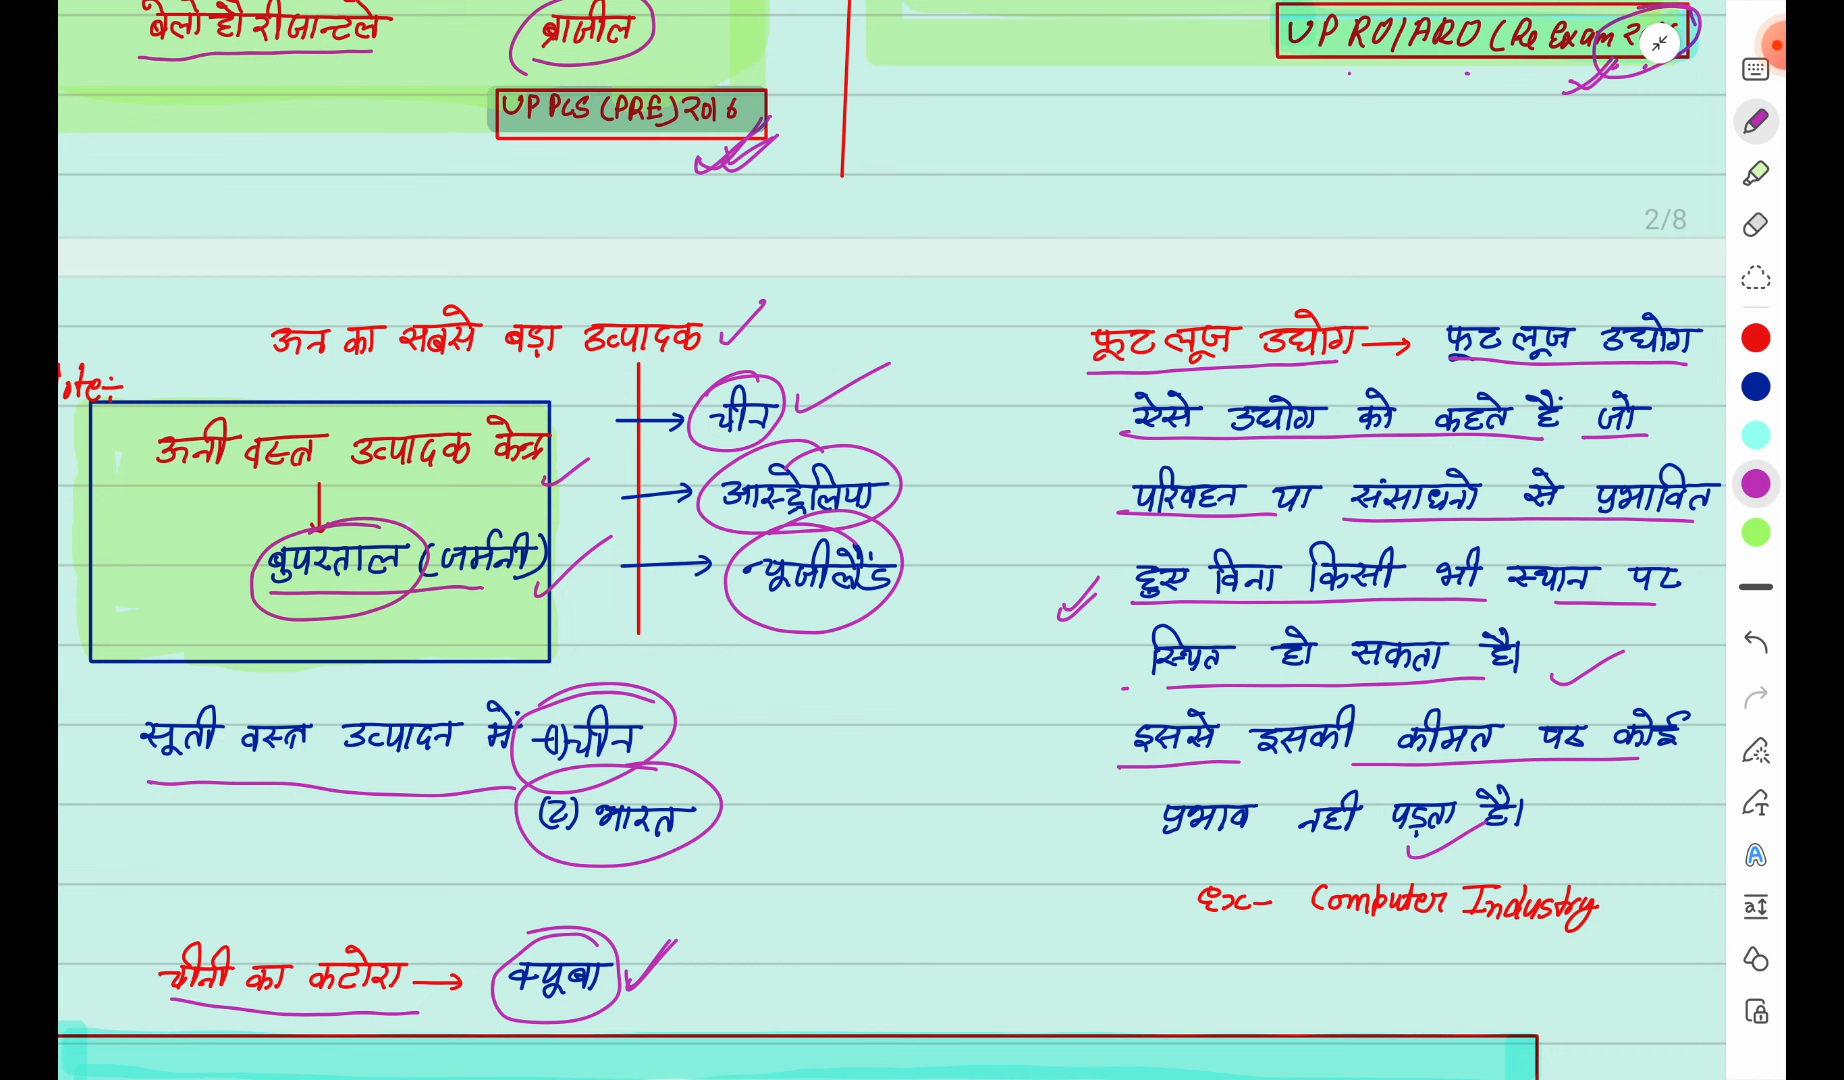 बेलो हो रीजान्टले
ब्राजील
UP PCS (PRE) 2016
UP RO/ARO (Re Exam
2/8
ऊन का सबसे बड़ा उत्पादक
ऊनी वस्त्र उत्पादक केन्द्र
बुपरताल (जर्मनी)
चीन
आस्ट्रेलिया
न्यूजीलैंड
सूती वस्त्र उत्पादन में - (1) चीन
(2) भारत
चीनी का कटोरा → क्यूबा
फूट लूज उद्योग → फूट लूज उद्योग
ऐसे उद्योग को कहते हैं जो
परिवहन या संसाधनो से प्रभावित
हुए बिना किसी भी स्थान पर
स्थित हो सकता है।
इससे इसकी कीमत पर कोई
प्रभाव नही पड़ता है।
Ex- Computer Industry